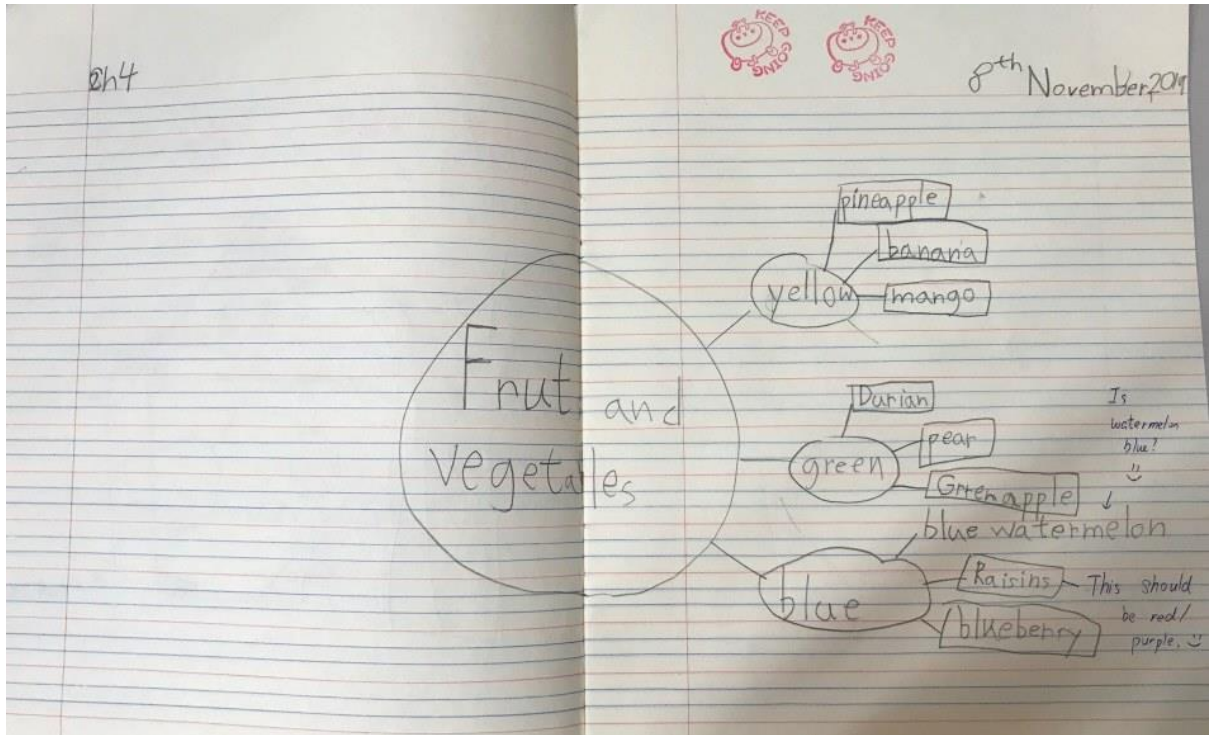 KEEP GOING
KEEP GOING
Ch4
8th November, 2019
pineapple
banana
yellow
mango
Frut and
vegetables
Durian
pear
green
Green apple
Is
watermelon
blue?
blue watermelon
Raisins
blue
blueberry
This should
be red/
purple.